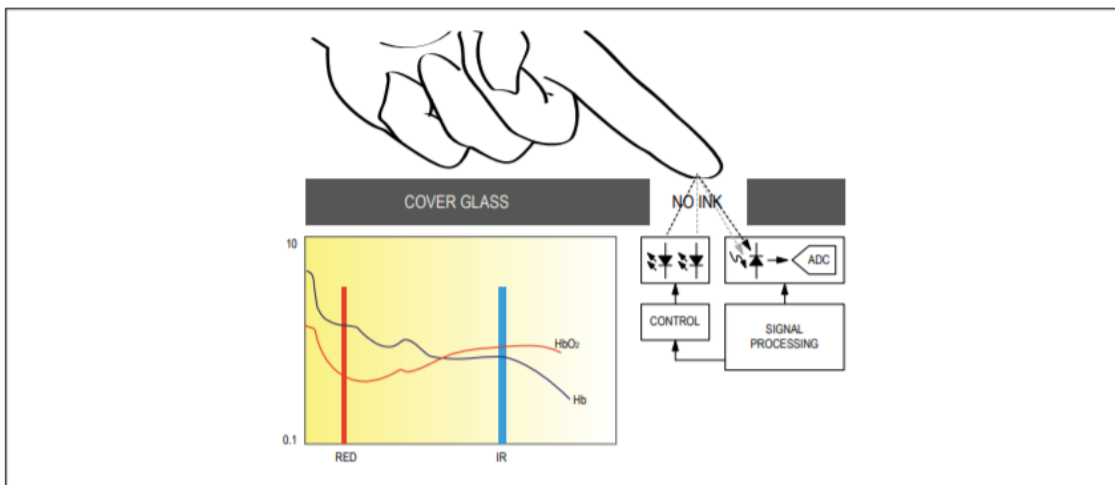 COVER GLASS
NO INK
10
HbO₂
Hb
0.1
RED
IR
ADC
CONTROL
SIGNAL
PROCESSING